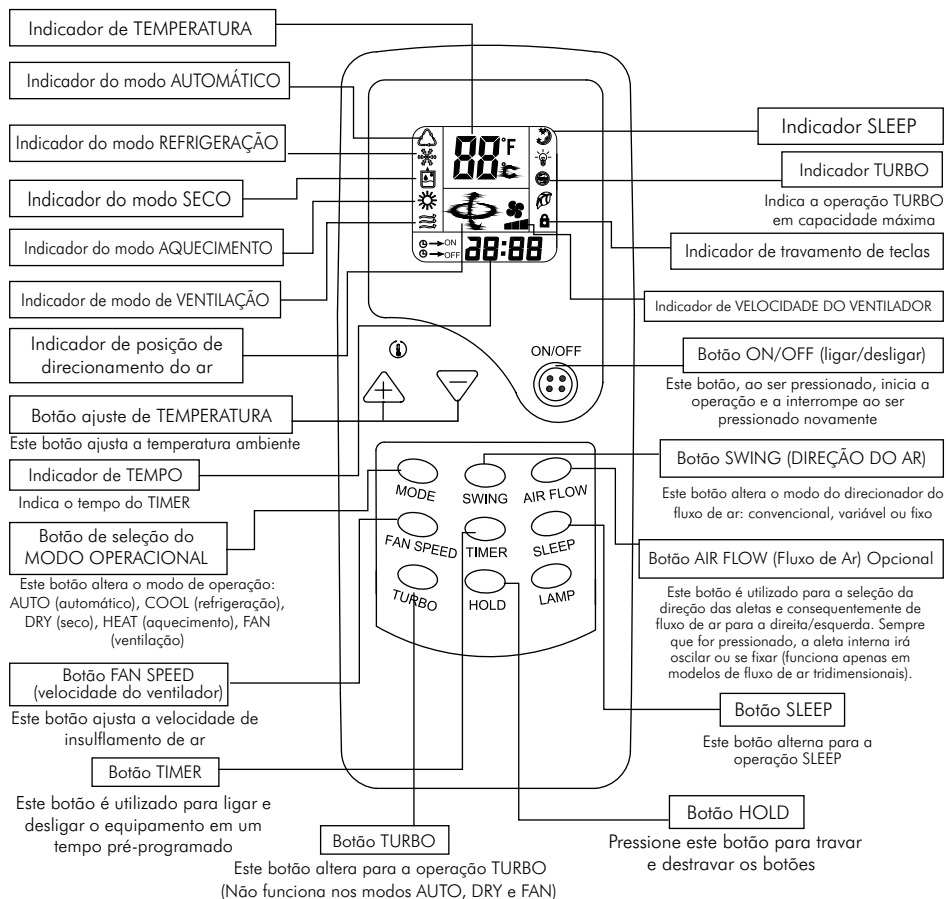 Indicador de TEMPERATURA
Indicador do modo AUTOMÁTICO
Indicador do modo REFRIGERAÇÃO
Indicador do modo SECO
Indicador do modo AQUECIMENTO
Indicador de modo de VENTILAÇÃO
Indicador de posição de
direcionamento do ar
Botão ajuste de TEMPERATURA
Este botão ajusta a temperatura ambiente
Indicador de TEMPO
Indica o tempo do TIMER
Botão de seleção do
MODO OPERACIONAL
Este botão altera o modo de operação:
AUTO (automático), COOL (refrigeração),
DRY (seco), HEAT (aquecimento), FAN
(ventilação)
Botão FAN SPEED
(velocidade do ventilador)
Este botão ajusta a velocidade de
insulflamento de ar
Botão TIMER
Este botão é utilizado para ligar e
desligar o equipamento em um
tempo pré-programado
88°F
°C
ON
OFF
28:88
ON/OFF
+ −
MODE SWING AIR FLOW
FAN SPEED TIMER SLEEP
TURBO HOLD LAMP
Botão TURBO
Este botão altera para a operação TURBO
(Não funciona nos modos AUTO, DRY e FAN)
Indicador SLEEP
Indicador TURBO
Indica a operação TURBO
em capacidade máxima
Indicador de travamento de teclas
Indicador de VELOCIDADE DO VENTILADOR
Botão ON/OFF (ligar/desligar)
Este botão, ao ser pressionado, inicia a
operação e a interrompe ao ser
pressionado novamente
Botão SWING (DIREÇÃO DO AR)
Este botão altera o modo do direcionador do
fluxo de ar: convencional, variável ou fixo
Botão AIR FLOW (Fluxo de Ar) Opcional
Este botão é utilizado para a seleção da
direção das aletas e consequentemente de
fluxo de ar para a direita/esquerda. Sempre
que for pressionado, a aleta interna irá
oscilar ou se fixar (funciona apenas em
modelos de fluxo de ar tridimensionais).
Botão SLEEP
Este botão alterna para a
operação SLEEP
Botão HOLD
Pressione este botão para travar
e destravar os botões